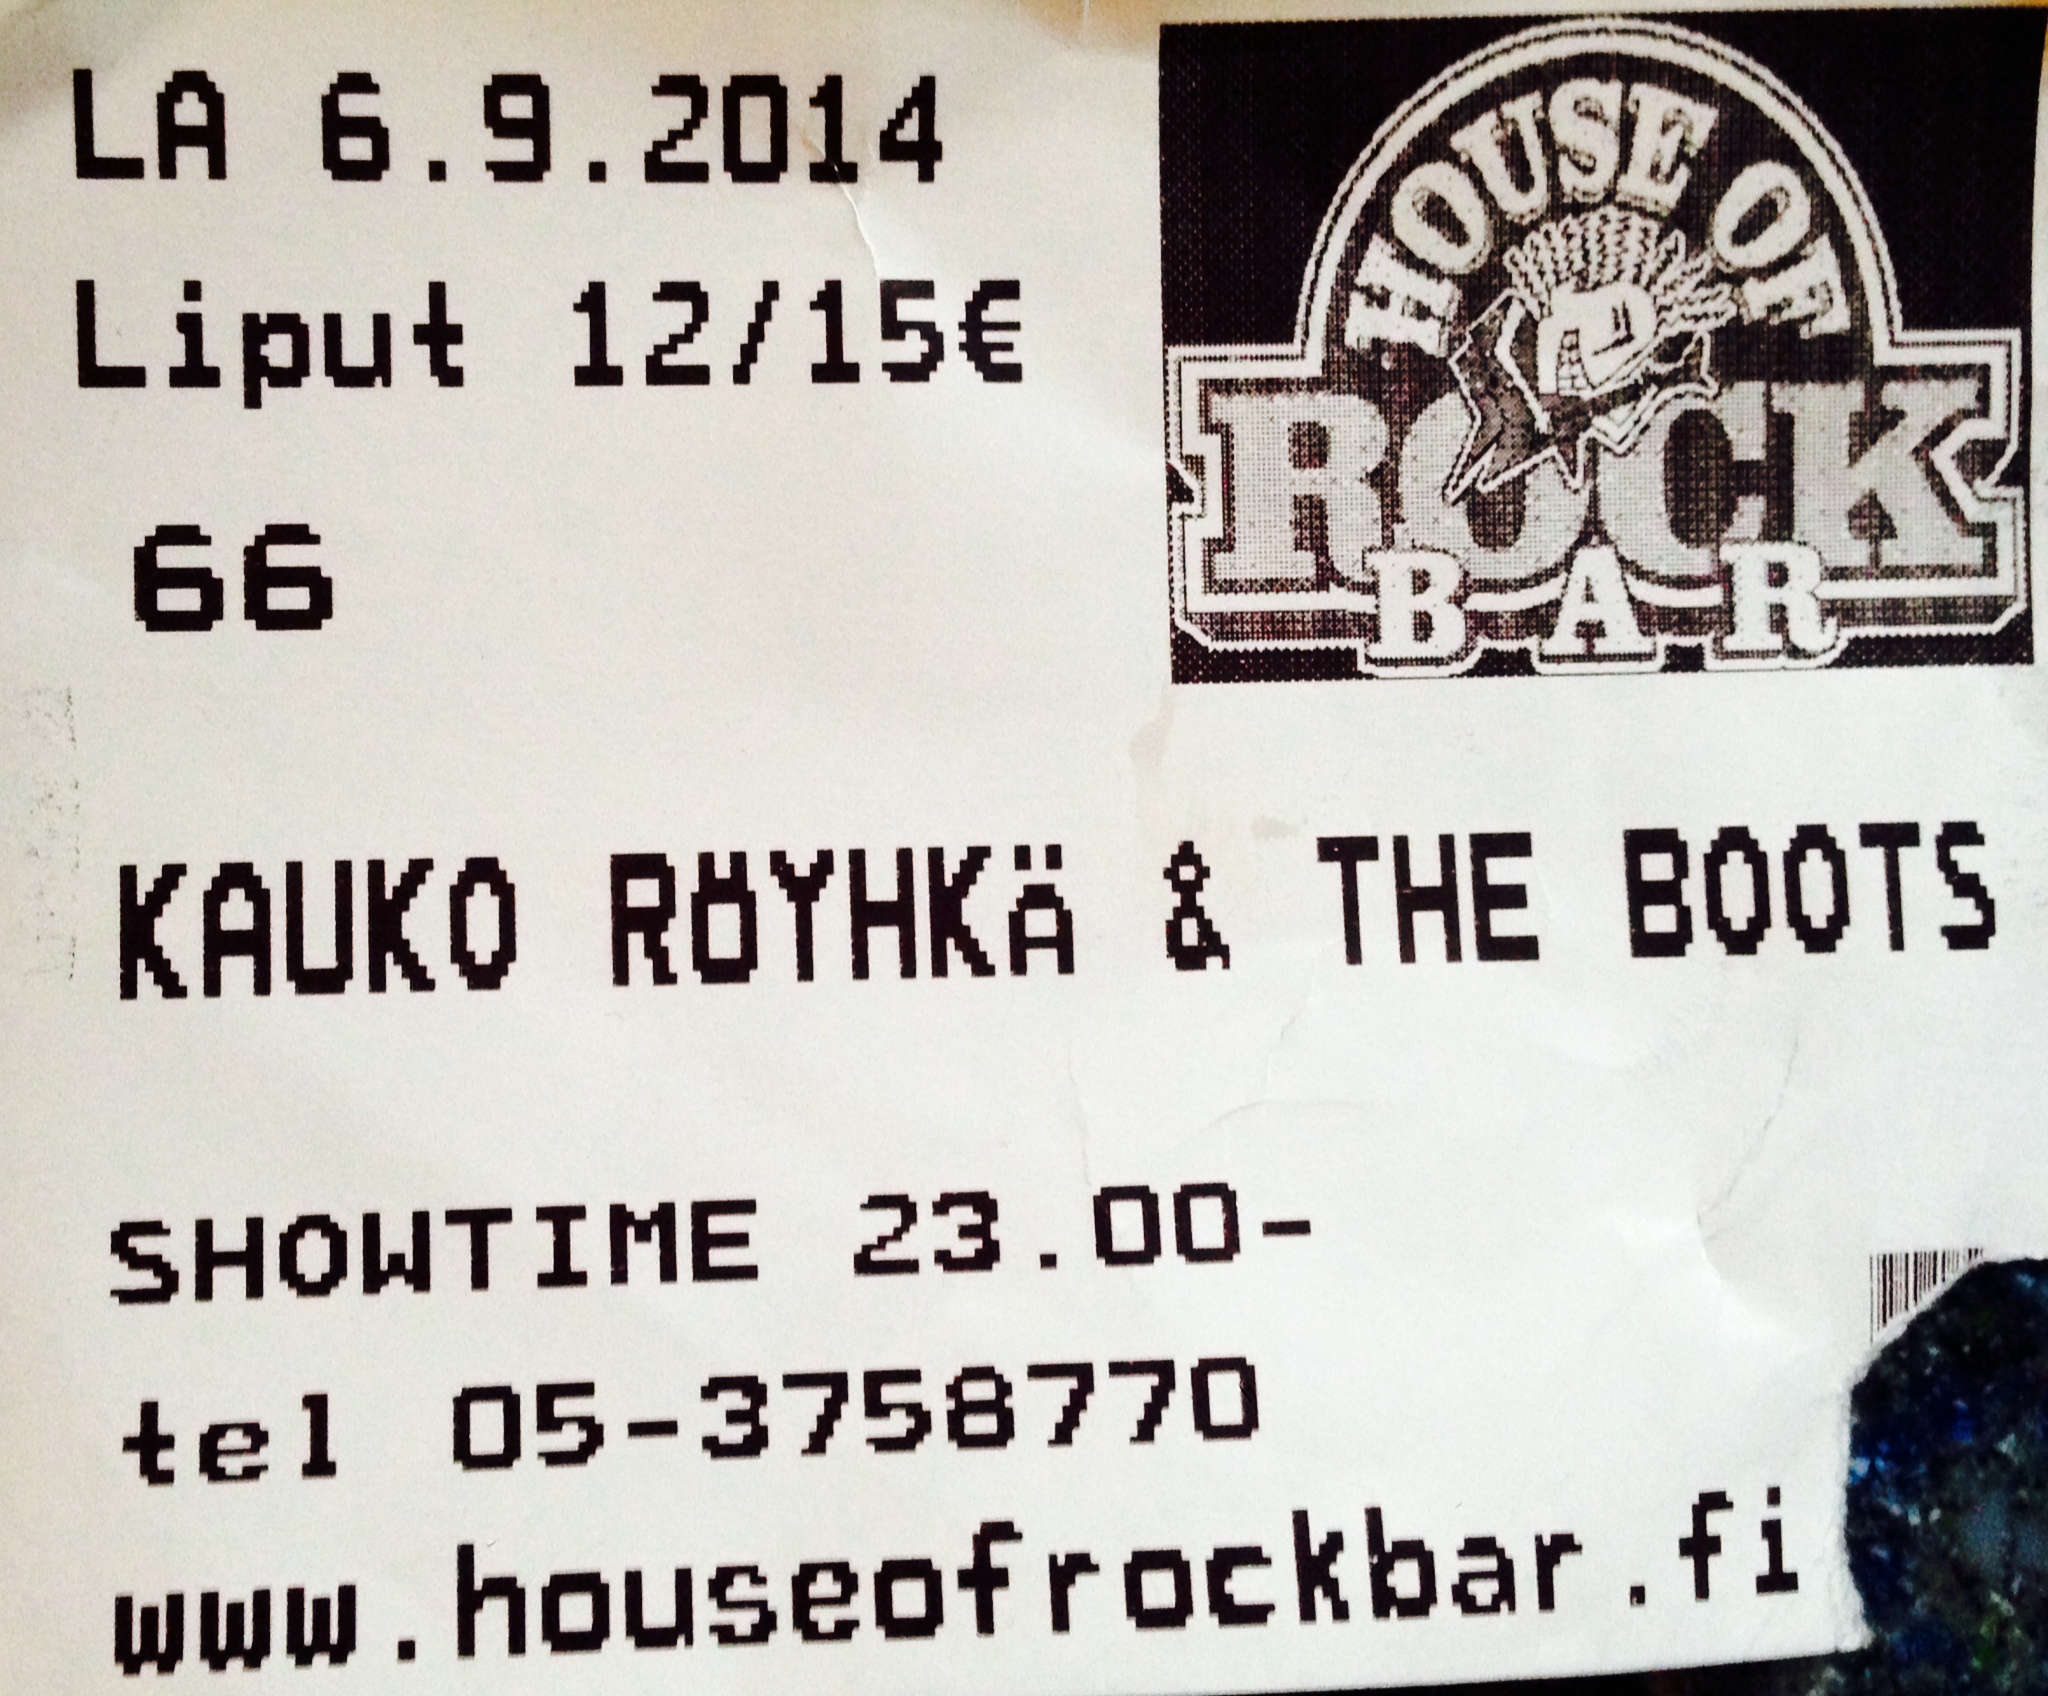 LA 6.9.2014
Liput 12/15€
66
HOUSE OF
ROCK
BAR
KAUKO RÖYHKÄ & THE BOOTS
SHOWTIME 23.00-
tel 05-3758770
www.houseofrockbar.fi